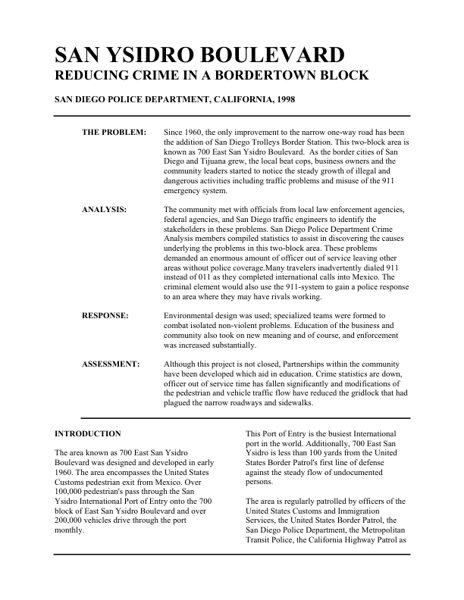 SAN YSIDRO BOULEVARD
REDUCING CRIME IN A BORDERTOWN BLOCK
SAN DIEGO POLICE DEPARTMENT, CALIFORNIA, 1998
THE PROBLEM: Since 1960, the only improvement to the narrow one-way road has been
the addition of San Diego Trolleys Border Station. This two-block area is
known as 700 East San Ysidro Boulevard. As the border cities of San
Diego and Tijuana grew, the local beat cops, business owners and the
community leaders started to notice the steady growth of illegal and
dangerous activities including traffic problems and misuse of the 911
emergency system.
ANALYSIS: The community met with officials from local law enforcement agencies,
federal agencies, and San Diego traffic engineers to identify the
stakeholders in these problems. San Diego Police Department Crime
Analysis members compiled statistics to assist in discovering the causes
underlying the problems in this two-block area. These problems
demanded an enormous amount of officer out of service leaving other
areas without police coverage.Many travelers inadvertently dialed 911
instead of 011 as they completed international calls into Mexico. The
criminal element would also use the 911-system to gain a police response
to an area where they may have rivals working.
RESPONSE: Environmental design was used; specialized teams were formed to
combat isolated non-violent problems. Education of the business and
community also took on new meaning and of course, and enforcement
was increased substantially.
ASSESSMENT: Although this project is not closed, Partnerships within the community
have been developed which aid in education. Crime statistics are down,
officer out of service time has fallen significantly and modifications of
the pedestrian and vehicle traffic flow have reduced the gridlock that had
plagued the narrow roadways and sidewalks.
INTRODUCTION
The area known as 700 East San Ysidro
Boulevard was designed and developed in early
1960. The area encompasses the United States
Customs pedestrian exit from Mexico. Over
100,000 pedestrian's pass through the San
Ysidro International Port of Entry onto the 700
block of East San Ysidro Boulevard and over
200,000 vehicles drive through the port
monthly.
This Port of Entry is the busiest International
port in the world. Additionally, 700 East San
Ysidro is less than 100 yards from the United
States Border Patrol's first line of defense
against the steady flow of undocumented
persons.
The area is regularly patrolled by officers of the
United States Customs and Immigration
Services, the United States Border Patrol, the
San Diego Police Department, the Metropolitan
Transit Police, the California Highway Patrol as